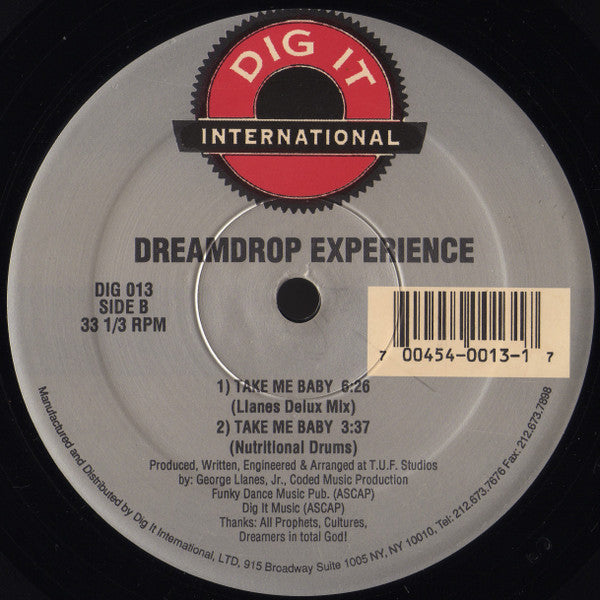 DIG IT
INTERNATIONAL
DREAMDROP EXPERIENCE
DIG 013
SIDE B
33 1/3 RPM
7 00454-0013-1 7
1) TAKE ME BABY 6:26
(Llanes Delux Mix)
2) TAKE ME BABY 3:37
(Nutritional Drums)
Produced, Written, Engineered & Arranged at T.U.F. Studios
by: George Llanes, Jr., Coded Music Production
Funky Dance Music Pub. (ASCAP)
Dig It Music (ASCAP)
Thanks: All Prophets, Cultures,
Dreamers in total God!
Manufactured and Distributed by Dig It International, LTD, 915 Broadway Suite 1005 NY, NY 10010, Tel: 212.673.7676 Fax: 212.673.7898